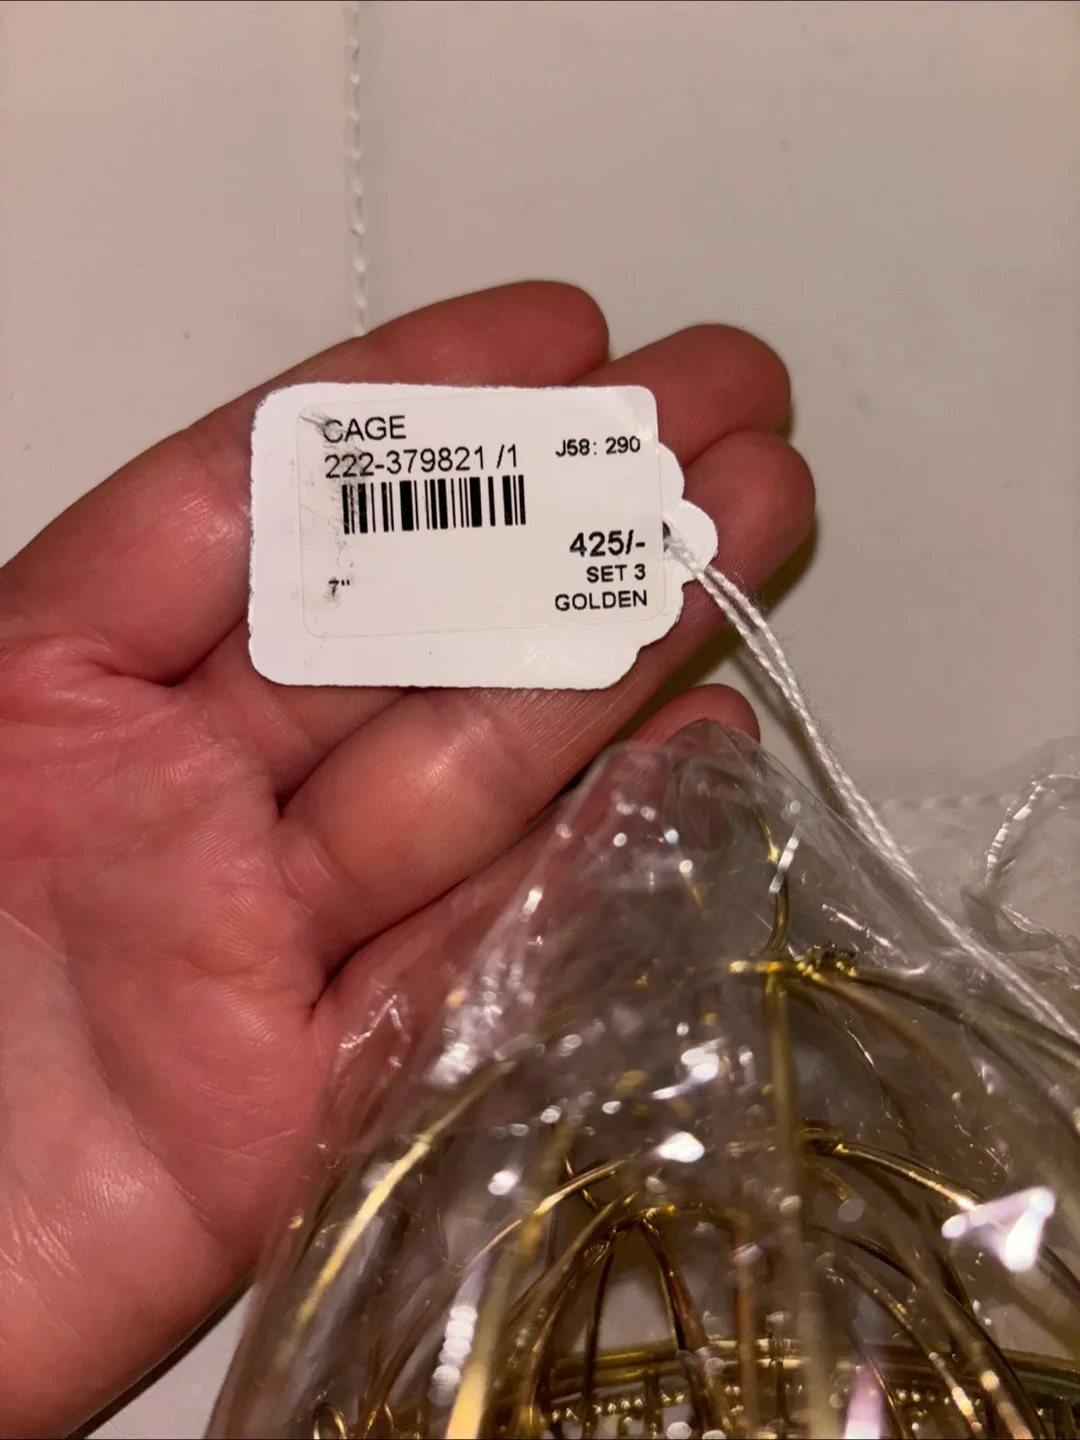 CAGE
222-379821 /1
J58: 290
425/-
7"
SET 3
GOLDEN